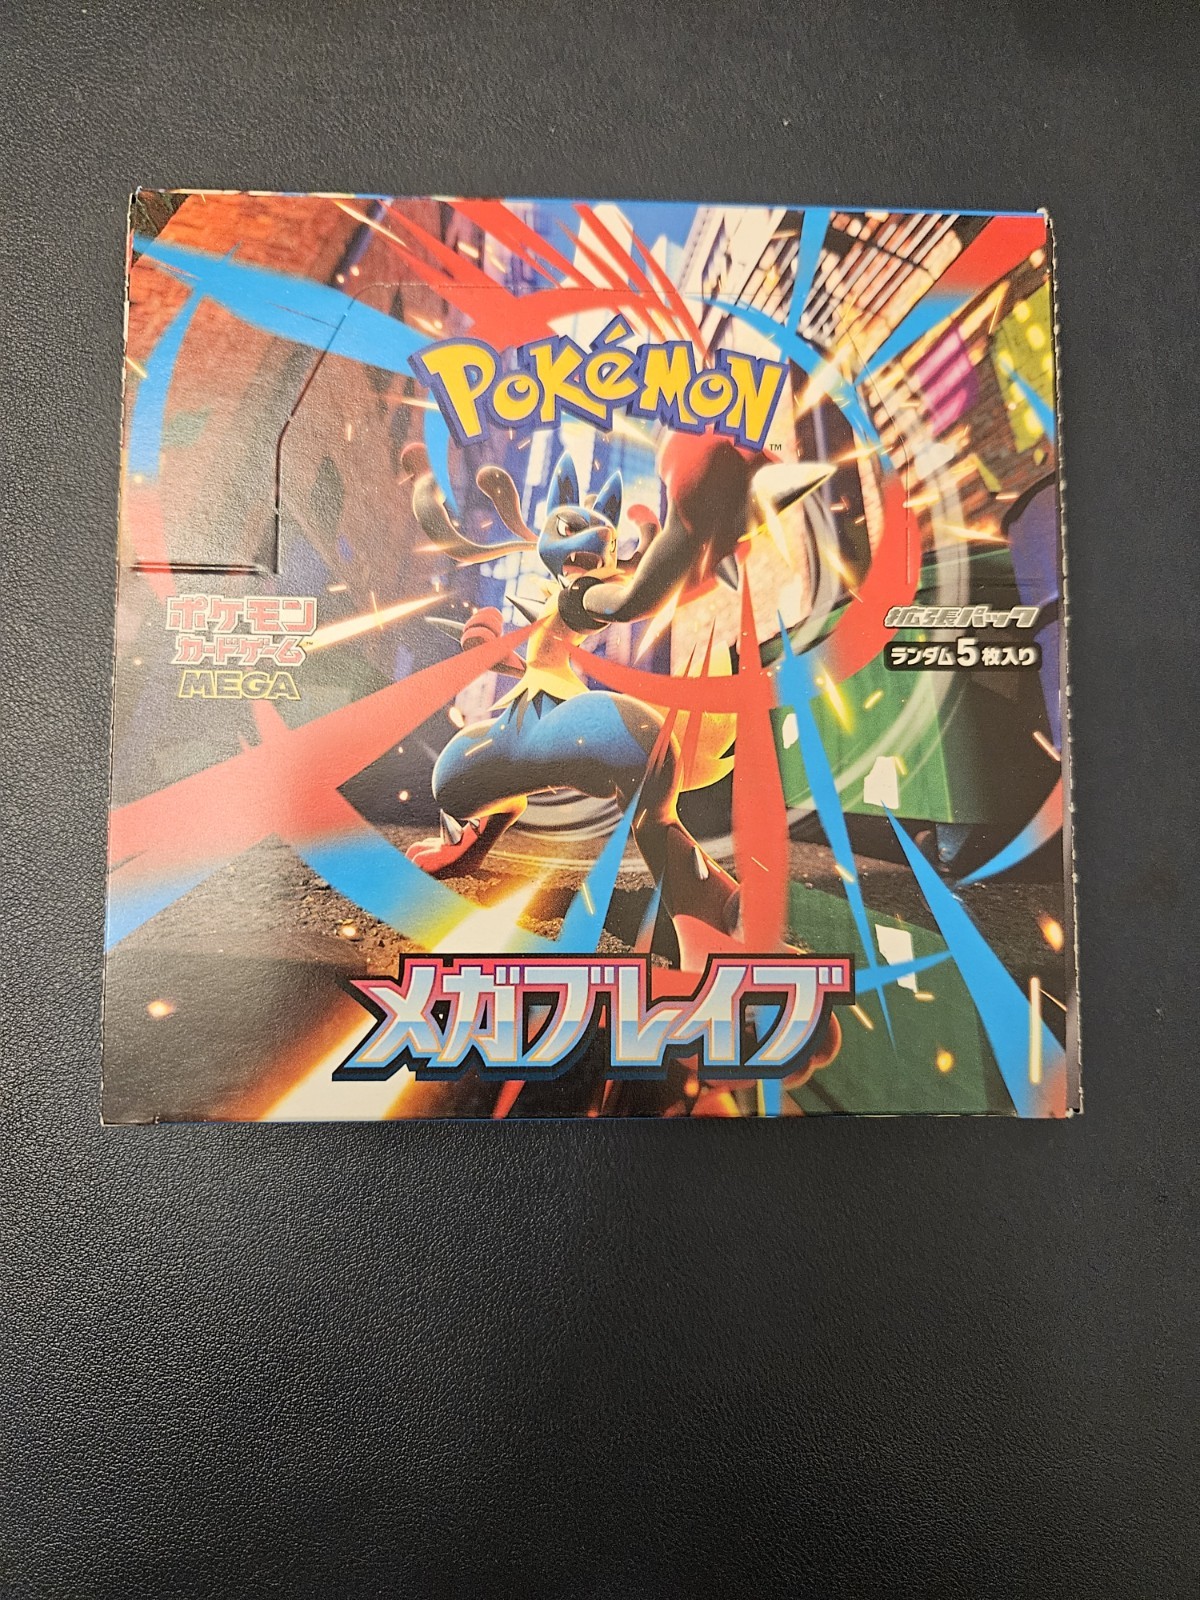 POKéMON
TM
ポケモン
カードゲーム
MEGA
拡張パック
ランダム5枚入り
メガブレイブ